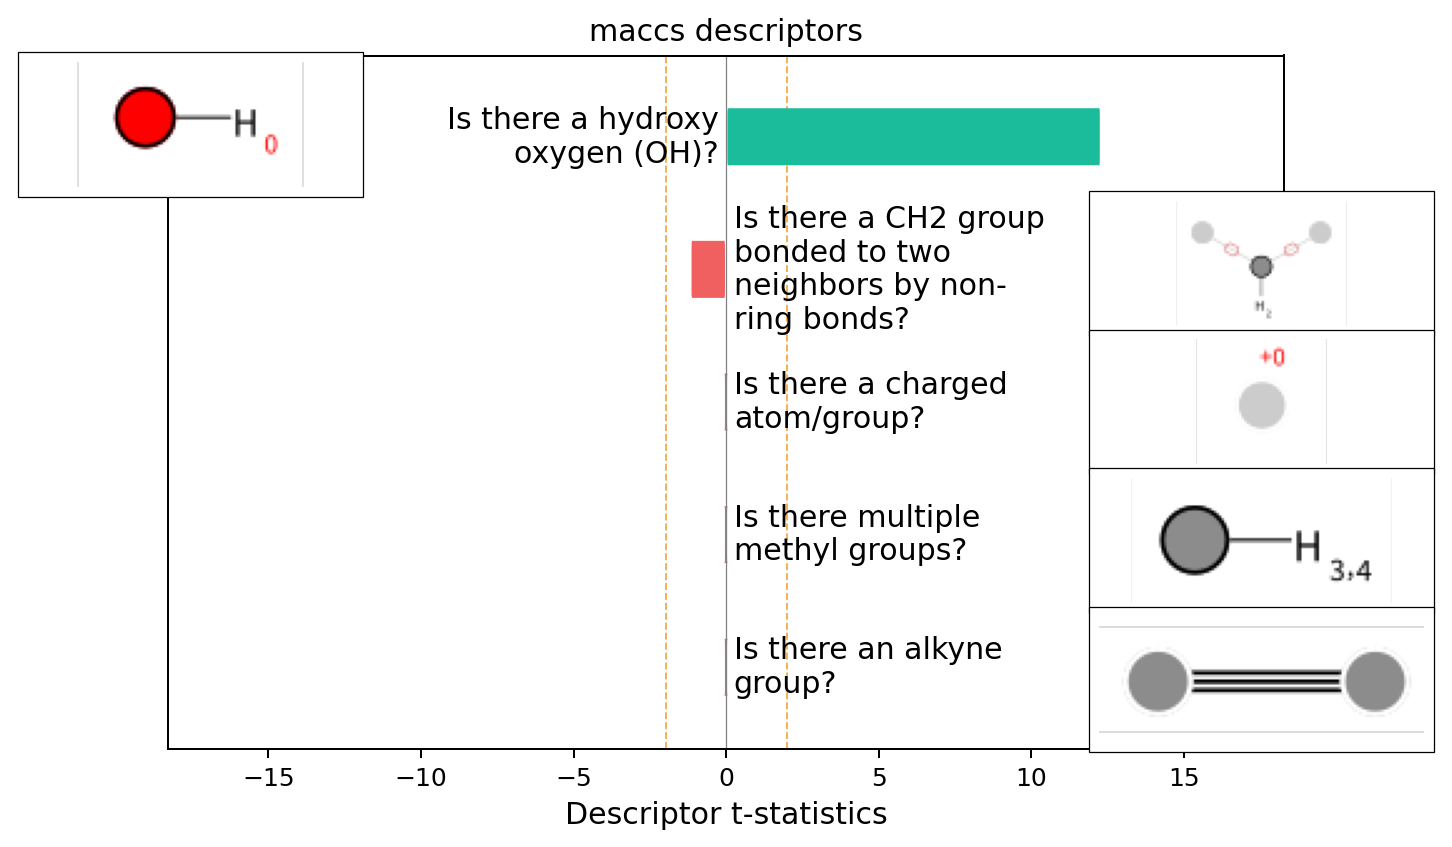 maccs descriptors
H 0
Is there a hydroxy
oxygen (OH)?
Is there a CH2 group
bonded to two
neighbors by non-
ring bonds?
H 2
+0
Is there a charged
atom/group?
Is there multiple
methyl groups?
H 3,4
Is there an alkyne
group?
−15 −10 −5 0 5 10 15
Descriptor t-statistics